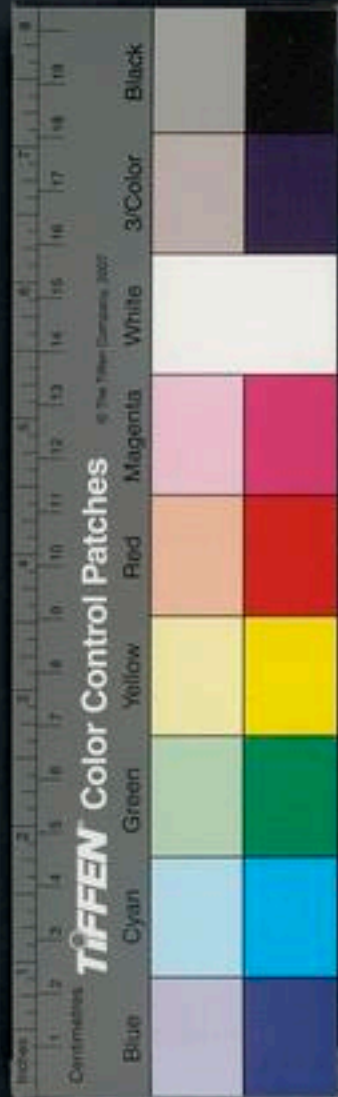 Inches 1 2 3 4 5 6 7 8
Centimetres 1 2 3 4 5 6 7 8 9 10 11 12 13 14 15 16 17 18 19
TIFFEN® Color Control Patches © The Tiffen Company, 2007
Blue Cyan Green Yellow Red Magenta White 3/Color Black